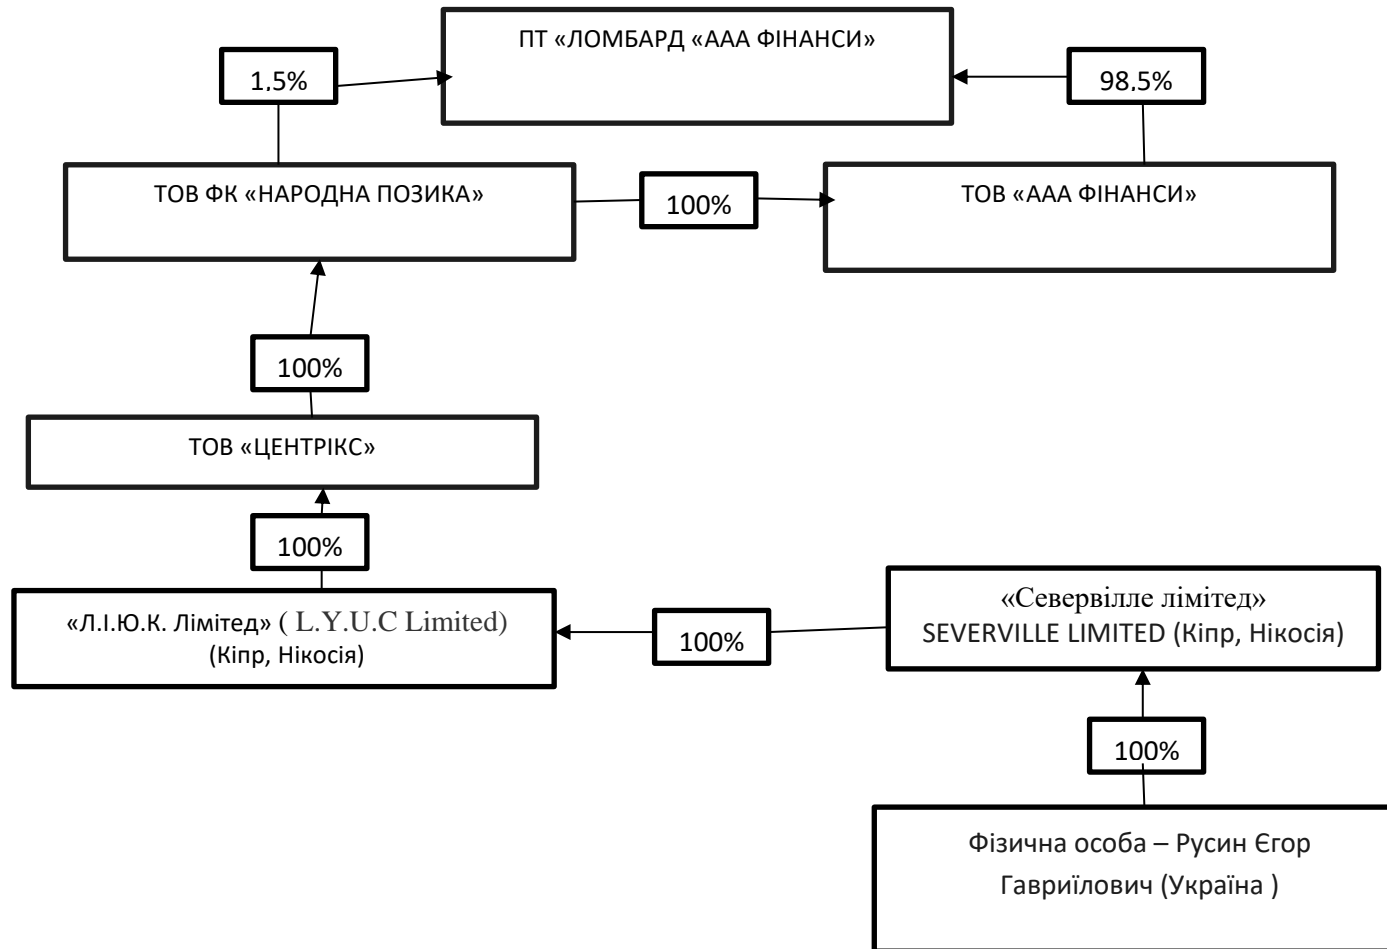 ПТ «ЛОМБАРД «ААА ФІНАНСИ»
1,5%
98,5%
ТОВ ФК «НАРОДНА ПОЗИКА»
100%
ТОВ «ААА ФІНАНСИ»
100%
ТОВ «ЦЕНТРІКС»
100%
«Л.І.Ю.К. Лімітед» ( L.Y.U.C Limited)
(Кіпр, Нікосія)
100%
«Севервілле лімітед»
SEVERVILLE LIMITED (Кіпр, Нікосія)
100%
Фізична особа – Русин Єгор
Гавриїлович (Україна )